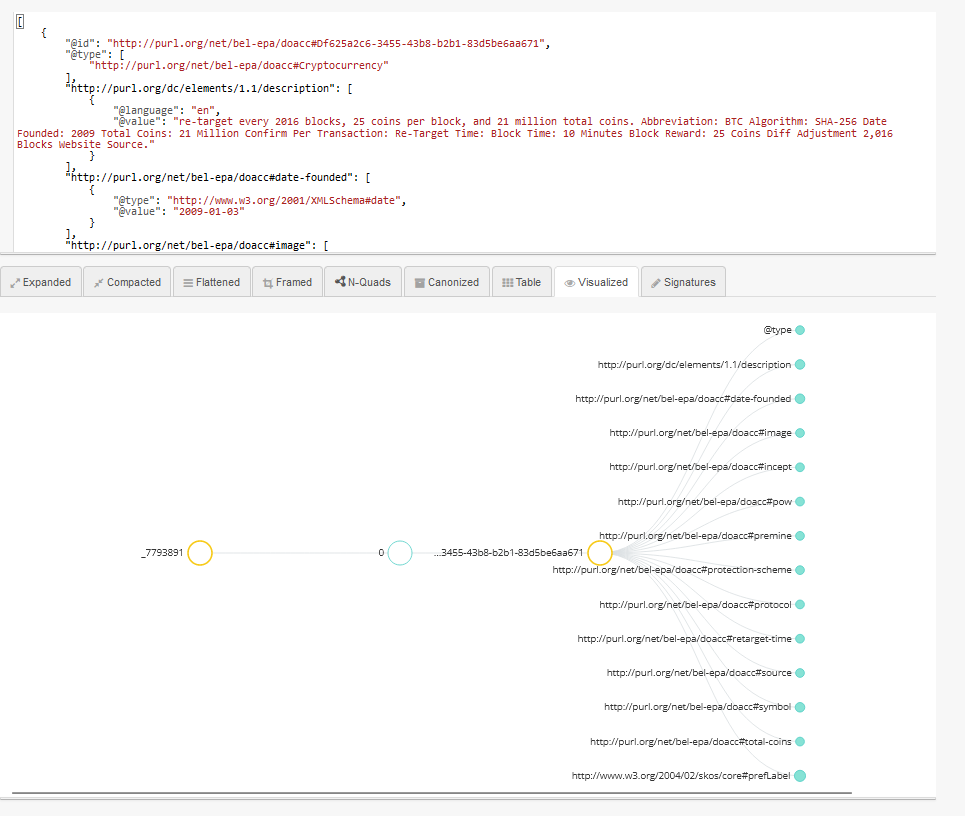 [
{
"@id": "http://purl.org/net/bel-epa/doacc#Df625a2c6-3455-43b8-b2b1-83d5be6aa671",
"@type": [
"http://purl.org/net/bel-epa/doacc#Cryptocurrency"
],
"http://purl.org/dc/elements/1.1/description": [
{
"@language": "en",
"@value": "re-target every 2016 blocks, 25 coins per block, and 21 million total coins. Abbreviation: BTC Algorithm: SHA-256 Date
Founded: 2009 Total Coins: 21 Million Confirm Per Transaction: Re-Target Time: Block Time: 10 Minutes Block Reward: 25 Coins Diff Adjustment 2,016
Blocks Website Source."
}
],
"http://purl.org/net/bel-epa/doacc#date-founded": [
{
"@type": "http://www.w3.org/2001/XMLSchema#date",
"@value": "2009-01-03"
}
],
"http://purl.org/net/bel-epa/doacc#image": [
Expanded Compacted Flattened Framed N-Quads Canonized Table Visualized Signatures
@type
http://purl.org/dc/elements/1.1/description
http://purl.org/net/bel-epa/doacc#date-founded
http://purl.org/net/bel-epa/doacc#image
http://purl.org/net/bel-epa/doacc#incept
http://purl.org/net/bel-epa/doacc#pow
http://purl.org/net/bel-epa/doacc#premine
_7793891 0 ...3455-43b8-b2b1-83d5be6aa671
http://purl.org/net/bel-epa/doacc#protection-scheme
http://purl.org/net/bel-epa/doacc#protocol
http://purl.org/net/bel-epa/doacc#retarget-time
http://purl.org/net/bel-epa/doacc#source
http://purl.org/net/bel-epa/doacc#symbol
http://purl.org/net/bel-epa/doacc#total-coins
http://www.w3.org/2004/02/skos/core#prefLabel